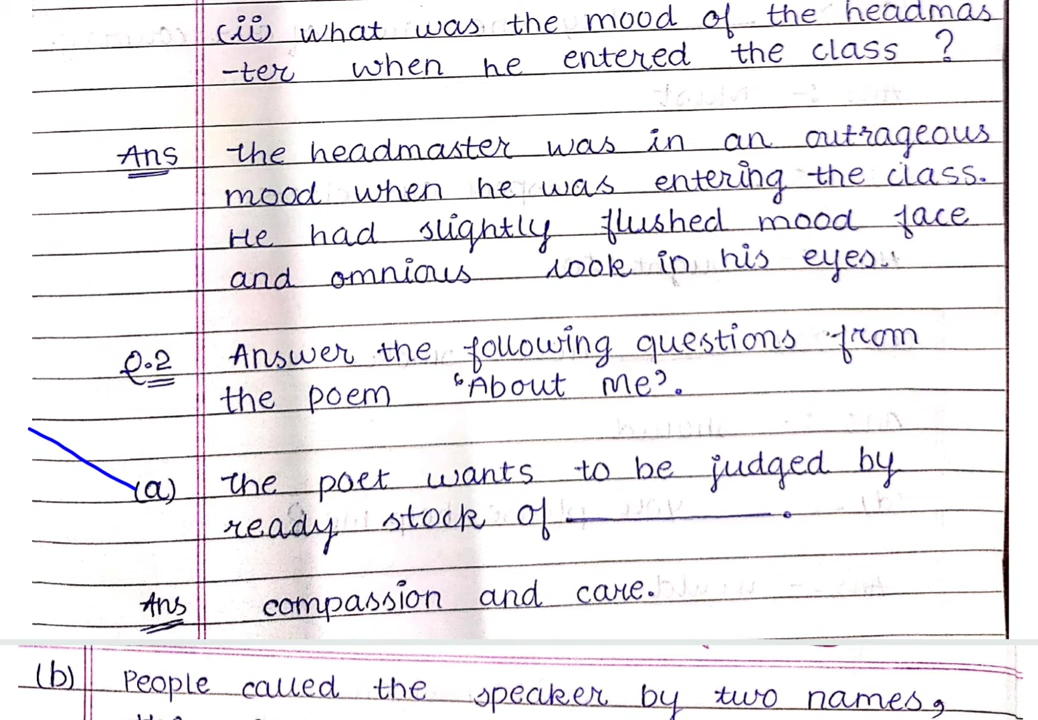 (ii) what was the mood of the headmas
-ter when he entered the class ?
Ans the headmaster was in an outrageous
mood when he was entering the class.
He had slightly flushed mood face
and omnious look in his eyes.
Q.2 Answer the following questions from
the poem "About Me".
(a) the poet wants to be judged by
ready stock of ________.
Ans compassion and care.
(b) People called the speaker by two names,